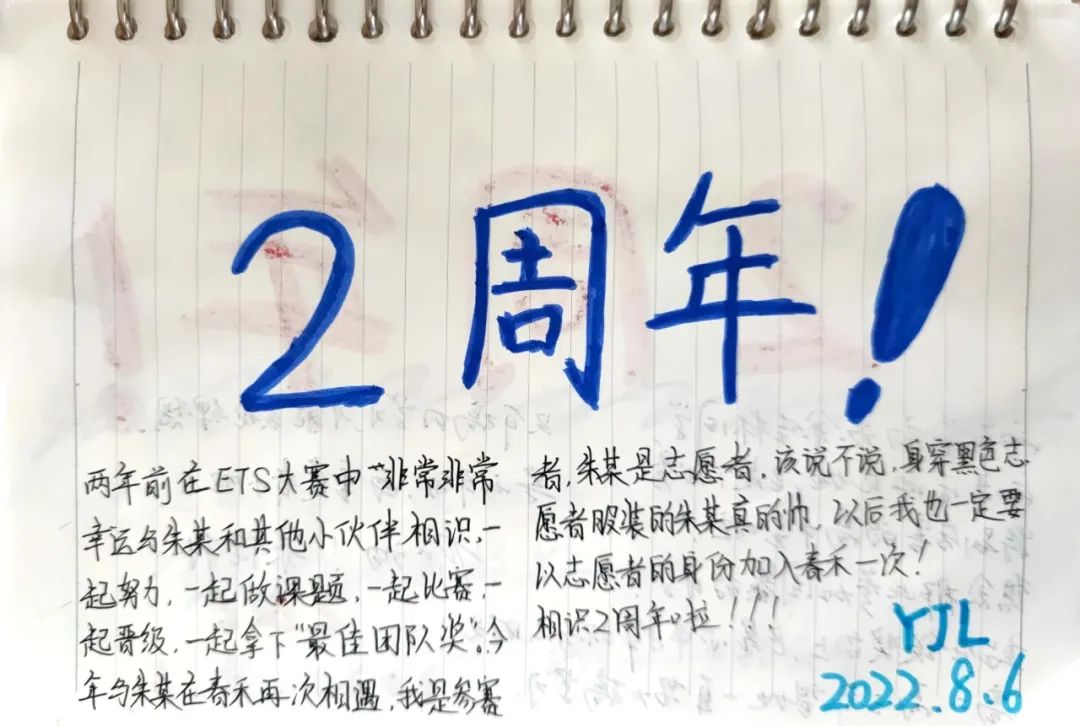 2周年!
两年前在ETS大赛中"非常非常
幸运与朱某和其他小伙伴相识,一
起努力,一起做课题,一起比赛,一
起晋级,一起拿下"最佳团队奖"。今
年与朱某在春禾再次相遇,我是参赛
者,朱某是志愿者,该说不说,身穿黑色志
愿者服装的朱某真的帅,以后我也一定要
以志愿者的身份加入春禾一次!
相识2周年啦!!!
YJL
2022.8.6